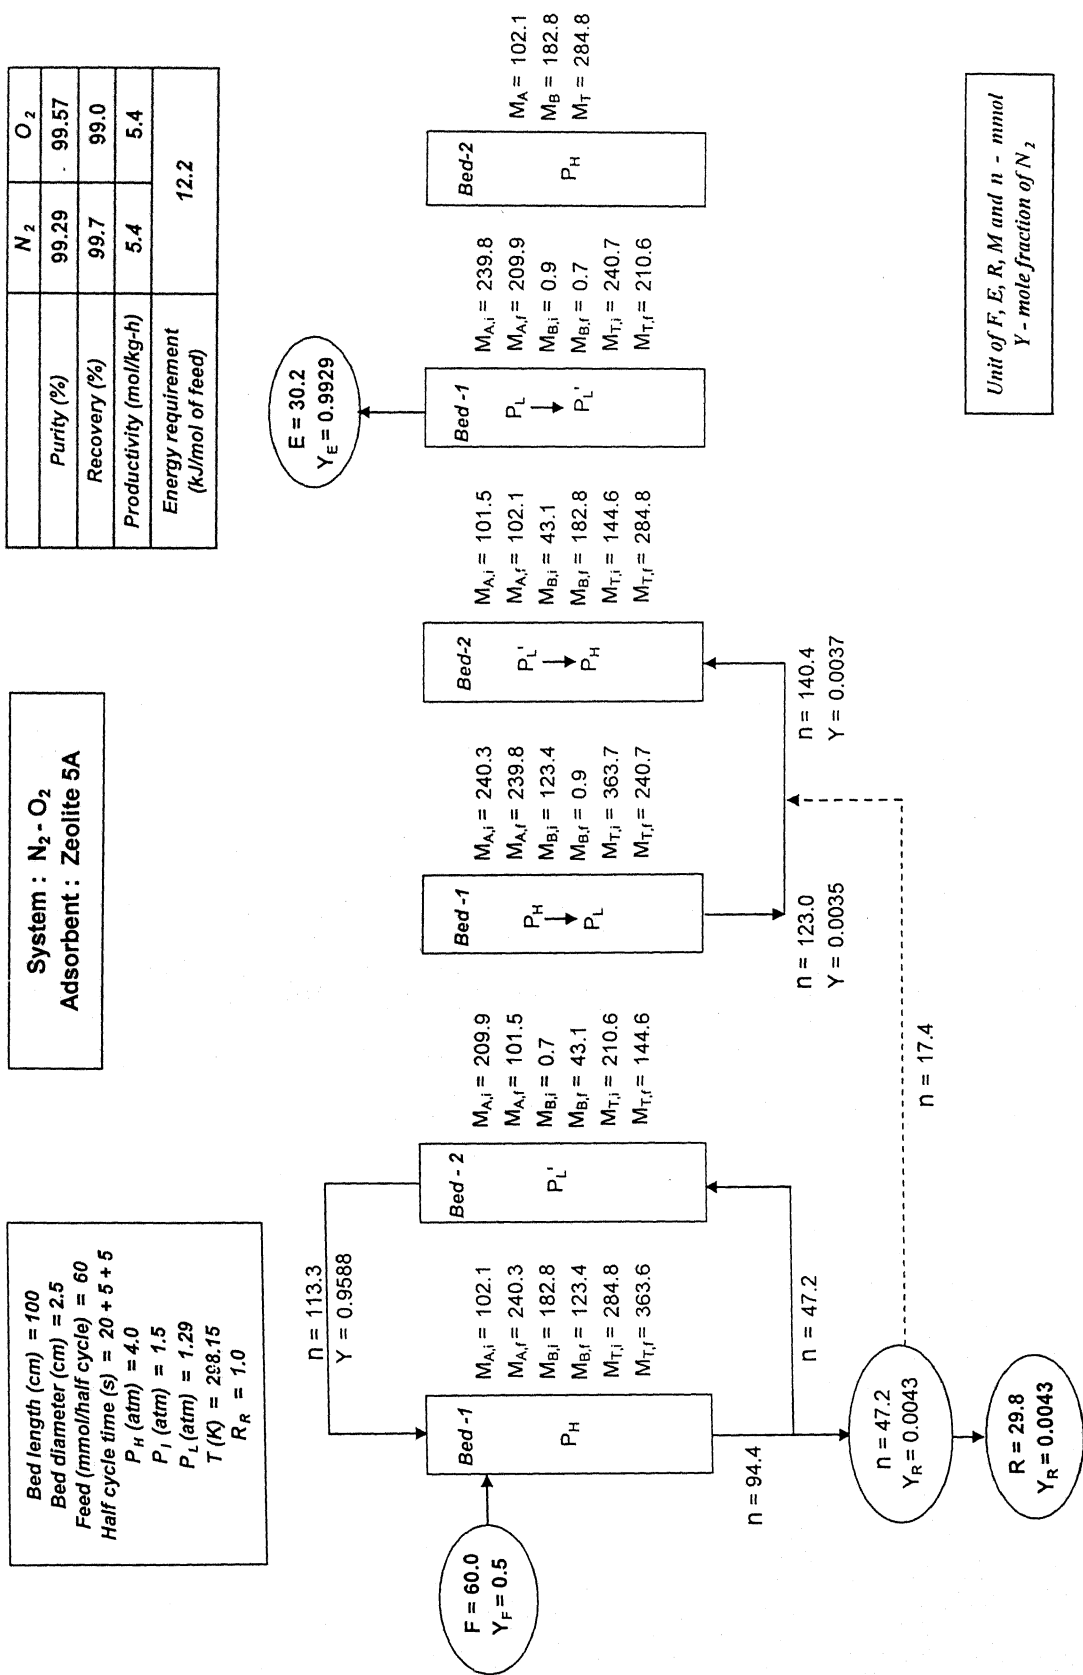 Bed length (cm) = 100
Bed diameter (cm) = 2.5
Feed (mmol/half cycle) = 60
Half cycle time (s) = 20 + 5 + 5
P_H (atm) = 4.0
P_I (atm) = 1.5
P_L (atm) = 1.29
T (K) = 298.15
R_R = 1.0
System : N₂ - O₂
Adsorbent : Zeolite 5A
N₂ O₂
Purity (%) 99.29 99.57
Recovery (%) 99.7 99.0
Productivity (mol/kg-h) 5.4 5.4
Energy requirement
(kJ/mol of feed)
12.2
F = 60.0
Y_F = 0.5
n = 113.3
Y = 0.9588
Bed -1
P_H
M_A,i = 102.1
M_A,f = 240.3
M_B,i = 182.8
M_B,f = 123.4
M_T,i = 284.8
M_T,f = 363.6
Bed - 2
P_L'
M_A,i = 209.9
M_A,f = 101.5
M_B,i = 0.7
M_B,f = 43.1
M_T,i = 210.6
M_T,f = 144.6
n = 94.4
n = 47.2
n = 47.2
Y_R = 0.0043
R = 29.8
Y_R = 0.0043
n = 17.4
Bed -1
P_H
P_L
M_A,i = 240.3
M_A,f = 239.8
M_B,i = 123.4
M_B,f = 0.9
M_T,i = 363.7
M_T,f = 240.7
n = 123.0
Y = 0.0035
Bed-2
P_L'
P_H
M_A,i = 101.5
M_A,f = 102.1
M_B,i = 43.1
M_B,f = 182.8
M_T,i = 144.6
M_T,f = 284.8
n = 140.4
Y = 0.0037
E = 30.2
Y_E = 0.9929
Bed -1
P_L
P_L'
M_A,i = 239.8
M_A,f = 209.9
M_B,i = 0.9
M_B,f = 0.7
M_T,i = 240.7
M_T,f = 210.6
Bed-2
P_H
M_A = 102.1
M_B = 182.8
M_T = 284.8
Unit of F, E, R, M and n - mmol
Y - mole fraction of N₂